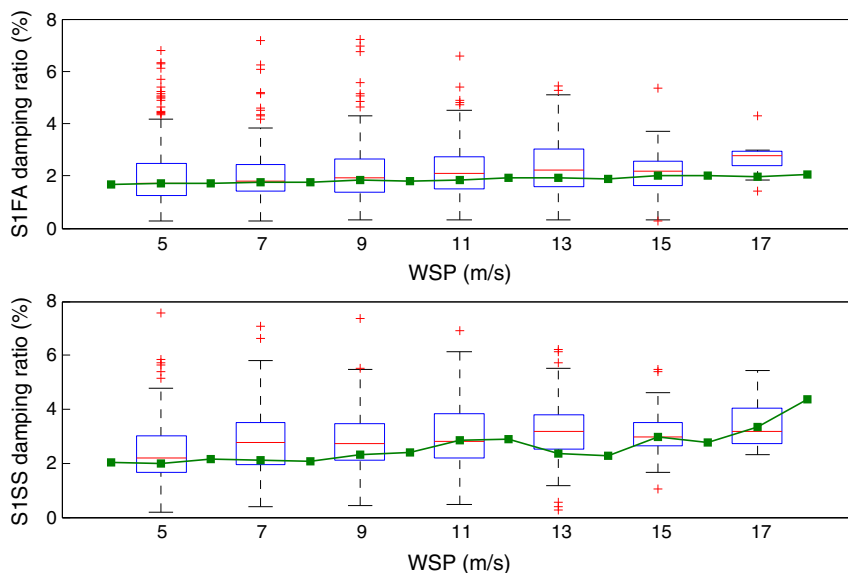 S1FA damping ratio (%)
8
6
4
2
0
5 7 9 11 13 15 17
WSP (m/s)
S1SS damping ratio (%)
8
6
4
2
0
5 7 9 11 13 15 17
WSP (m/s)